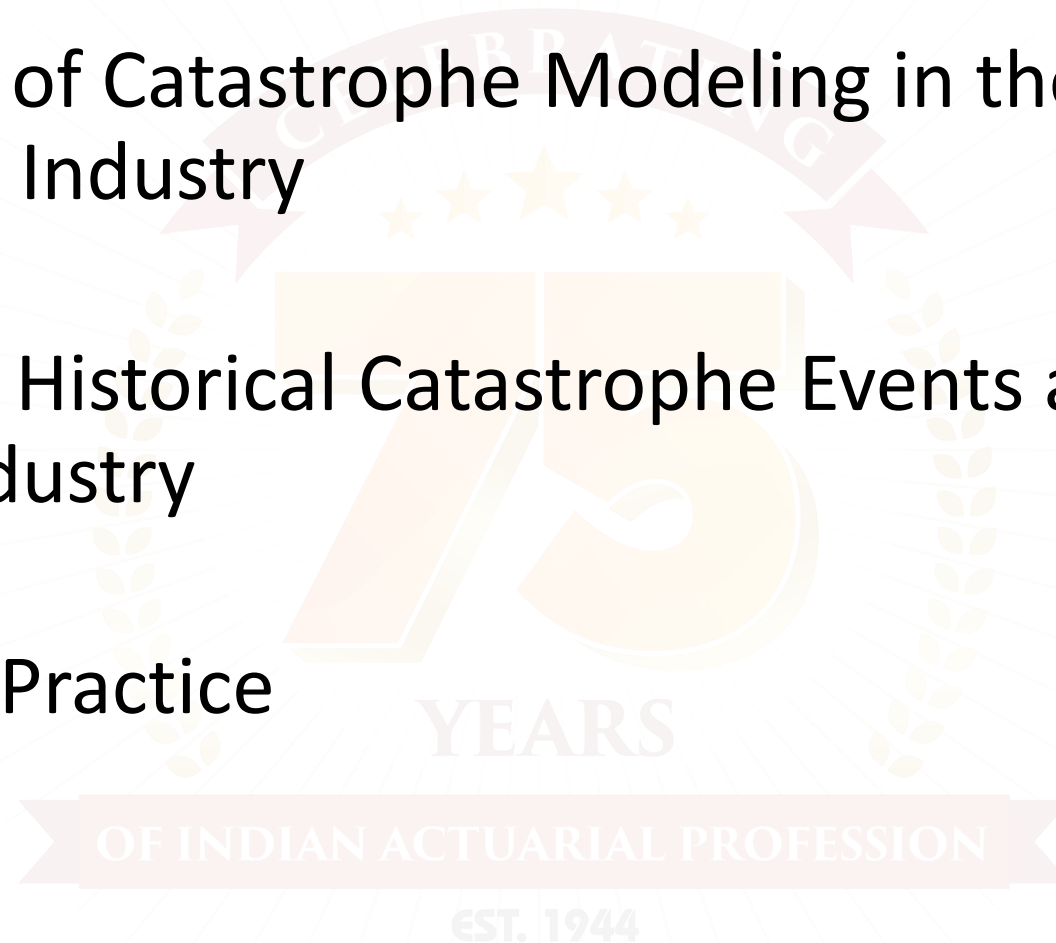 CELEBRATING
of Catastrophe Modeling in the
Industry
75
Historical Catastrophe Events a
dustry
Practice
YEARS
OF INDIAN ACTUARIAL PROFESSION
EST. 1944